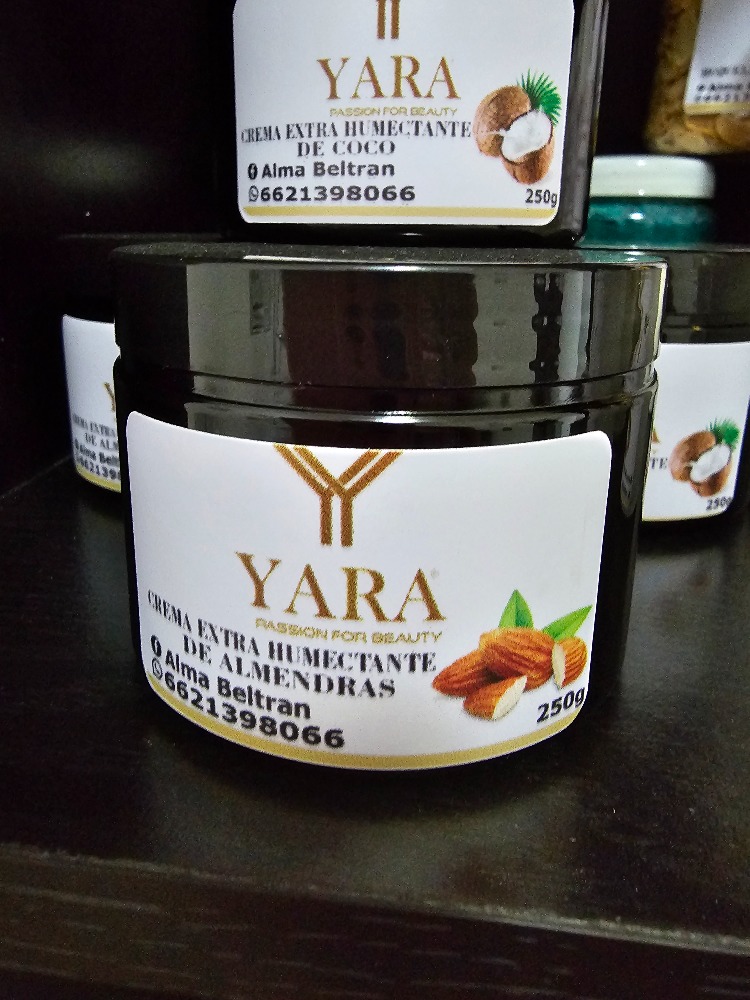 YARA
PASSION FOR BEAUTY
CREMA EXTRA HUMECTANTE
DE COCO
Alma Beltran
6621398066
250g
YARA
PASSION FOR BEAUTY
CREMA EXTRA HUMECTANTE
DE ALMENDRAS
Alma Beltran
6621398066
250g
250g